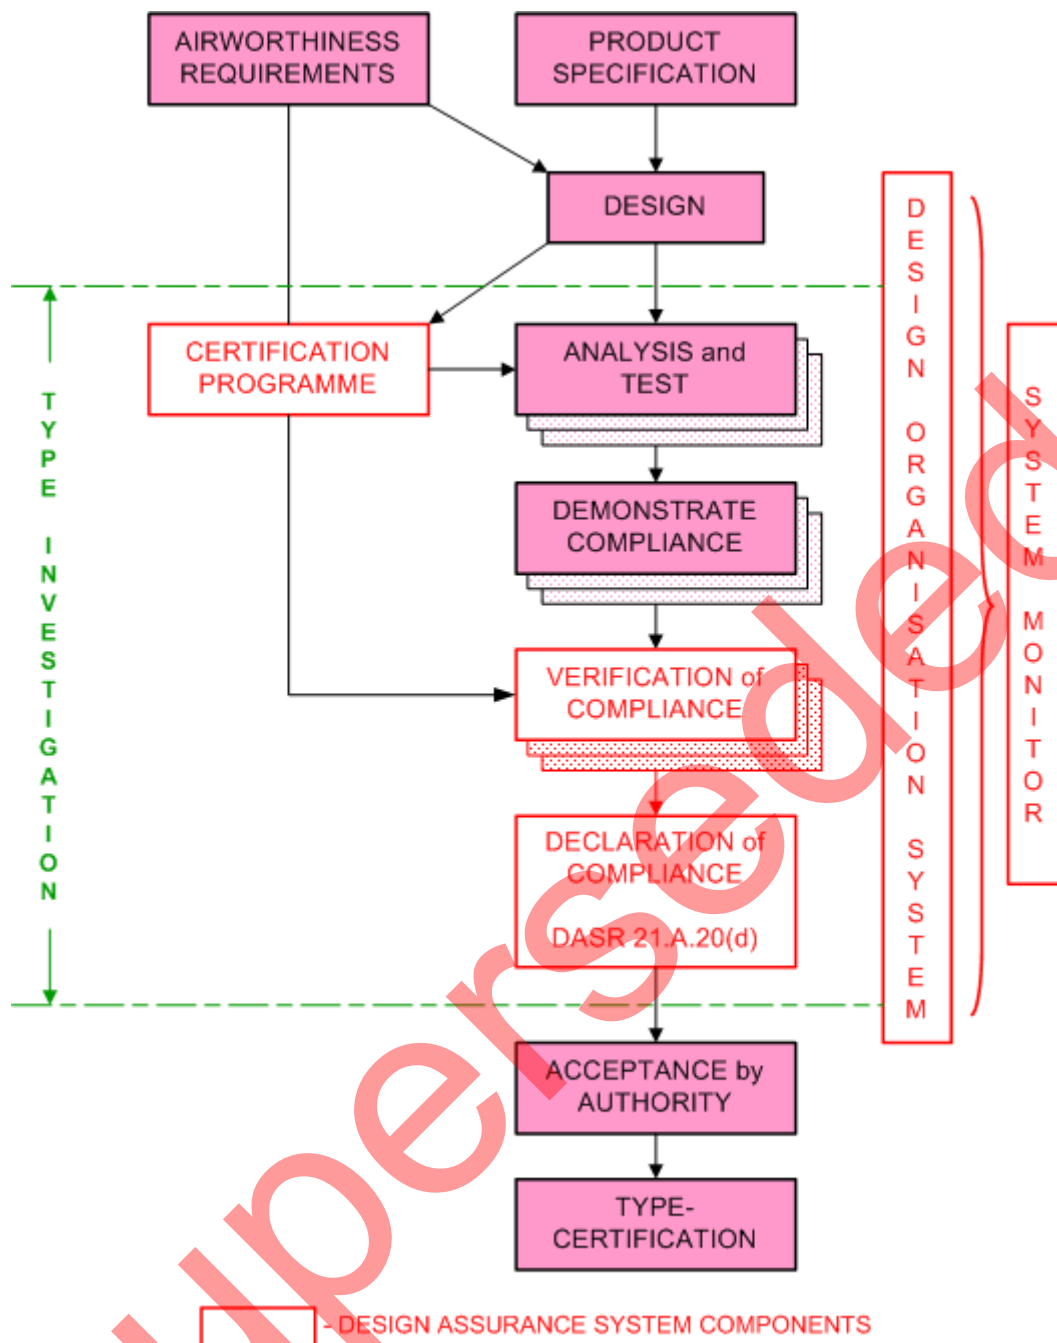 AIRWORTHINESS
REQUIREMENTS
PRODUCT
SPECIFICATION
DESIGN
CERTIFICATION
PROGRAMME
ANALYSIS and
TEST
DEMONSTRATE
COMPLIANCE
VERIFICATION of
COMPLIANCE
DECLARATION of
COMPLIANCE
DASR 21.A.20(d)
ACCEPTANCE by
AUTHORITY
TYPE-
CERTIFICATION
TYPE INVESTIGATION
DESIGN ORGANISATION SYSTEM
SYSTEM MONITOR
- DESIGN ASSURANCE SYSTEM COMPONENTS
uperseded